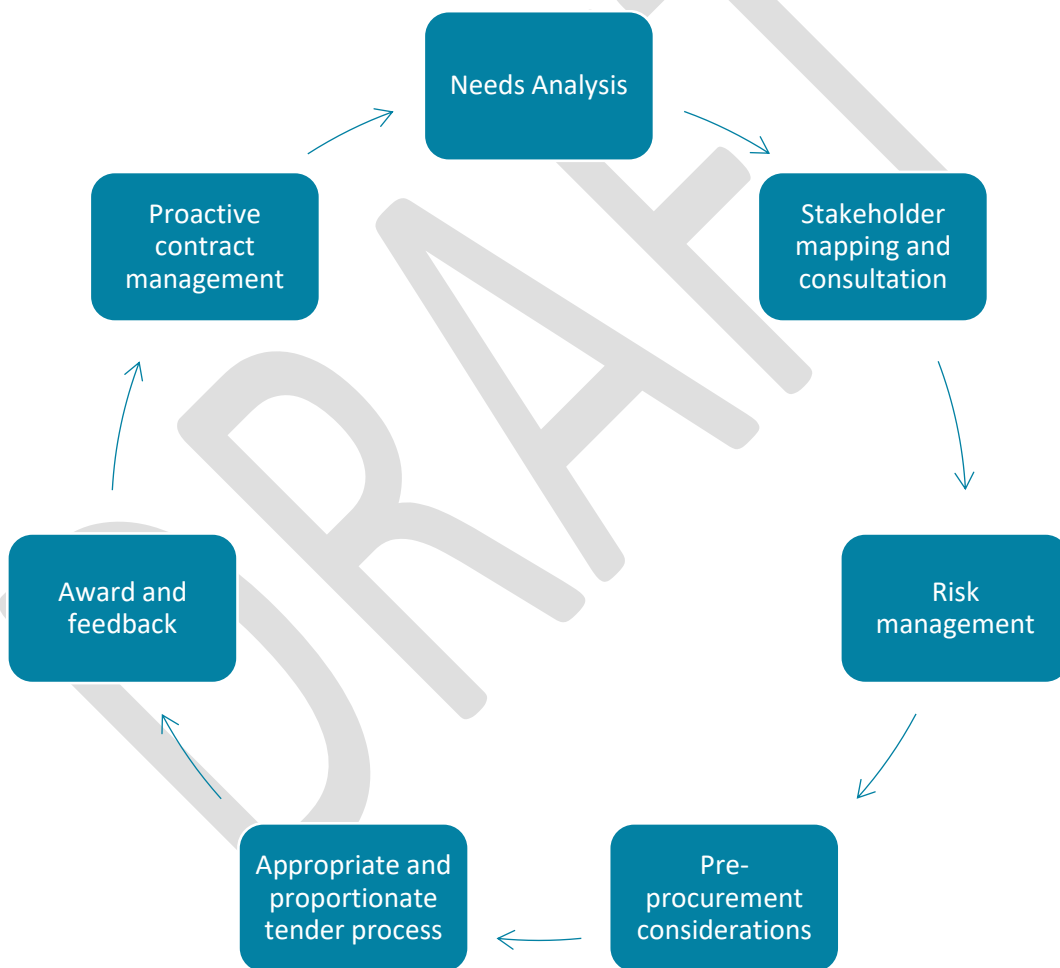 Needs Analysis
Stakeholder
mapping and
consultation
Risk
management
Pre-
procurement
considerations
Appropriate and
proportionate
tender process
Award and
feedback
Proactive
contract
management
DRAFT